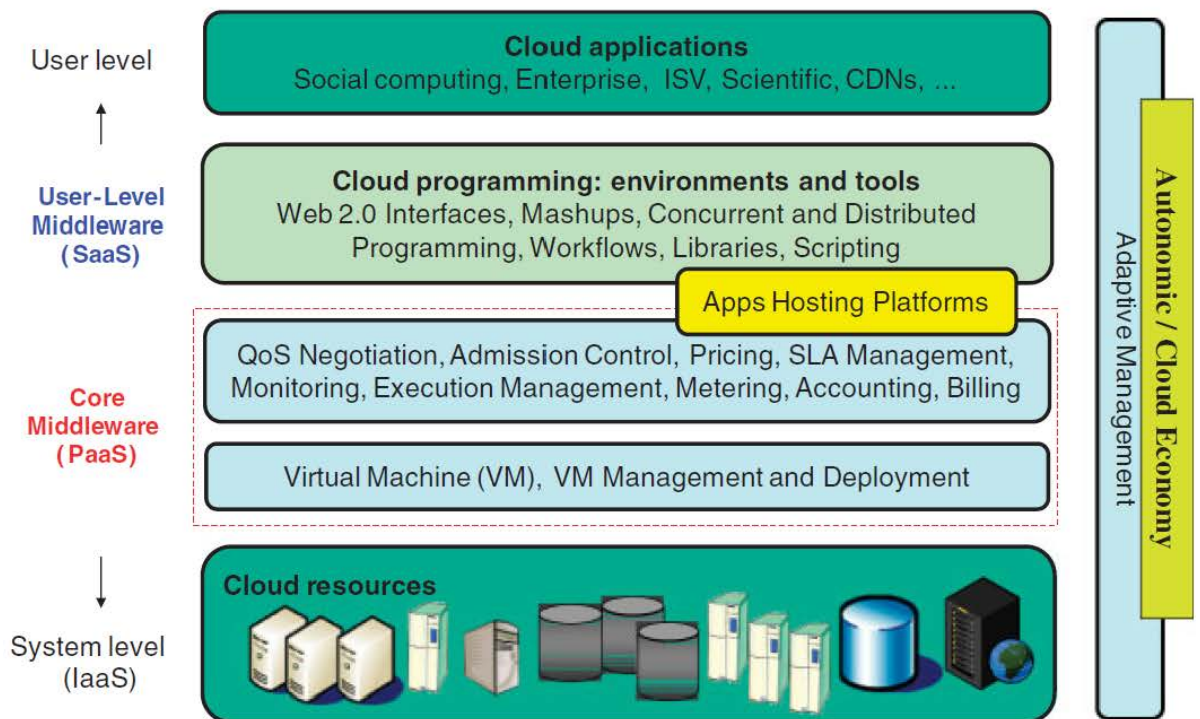 User level
Cloud applications
Social computing, Enterprise, ISV, Scientific, CDNs, ...
User-Level
Middleware
(SaaS)
Cloud programming: environments and tools
Web 2.0 Interfaces, Mashups, Concurrent and Distributed
Programming, Workflows, Libraries, Scripting
Apps Hosting Platforms
Core
Middleware
(PaaS)
QoS Negotiation, Admission Control, Pricing, SLA Management,
Monitoring, Execution Management, Metering, Accounting, Billing
Virtual Machine (VM), VM Management and Deployment
System level
(IaaS)
Cloud resources
Adaptive Management
Autonomic / Cloud Economy